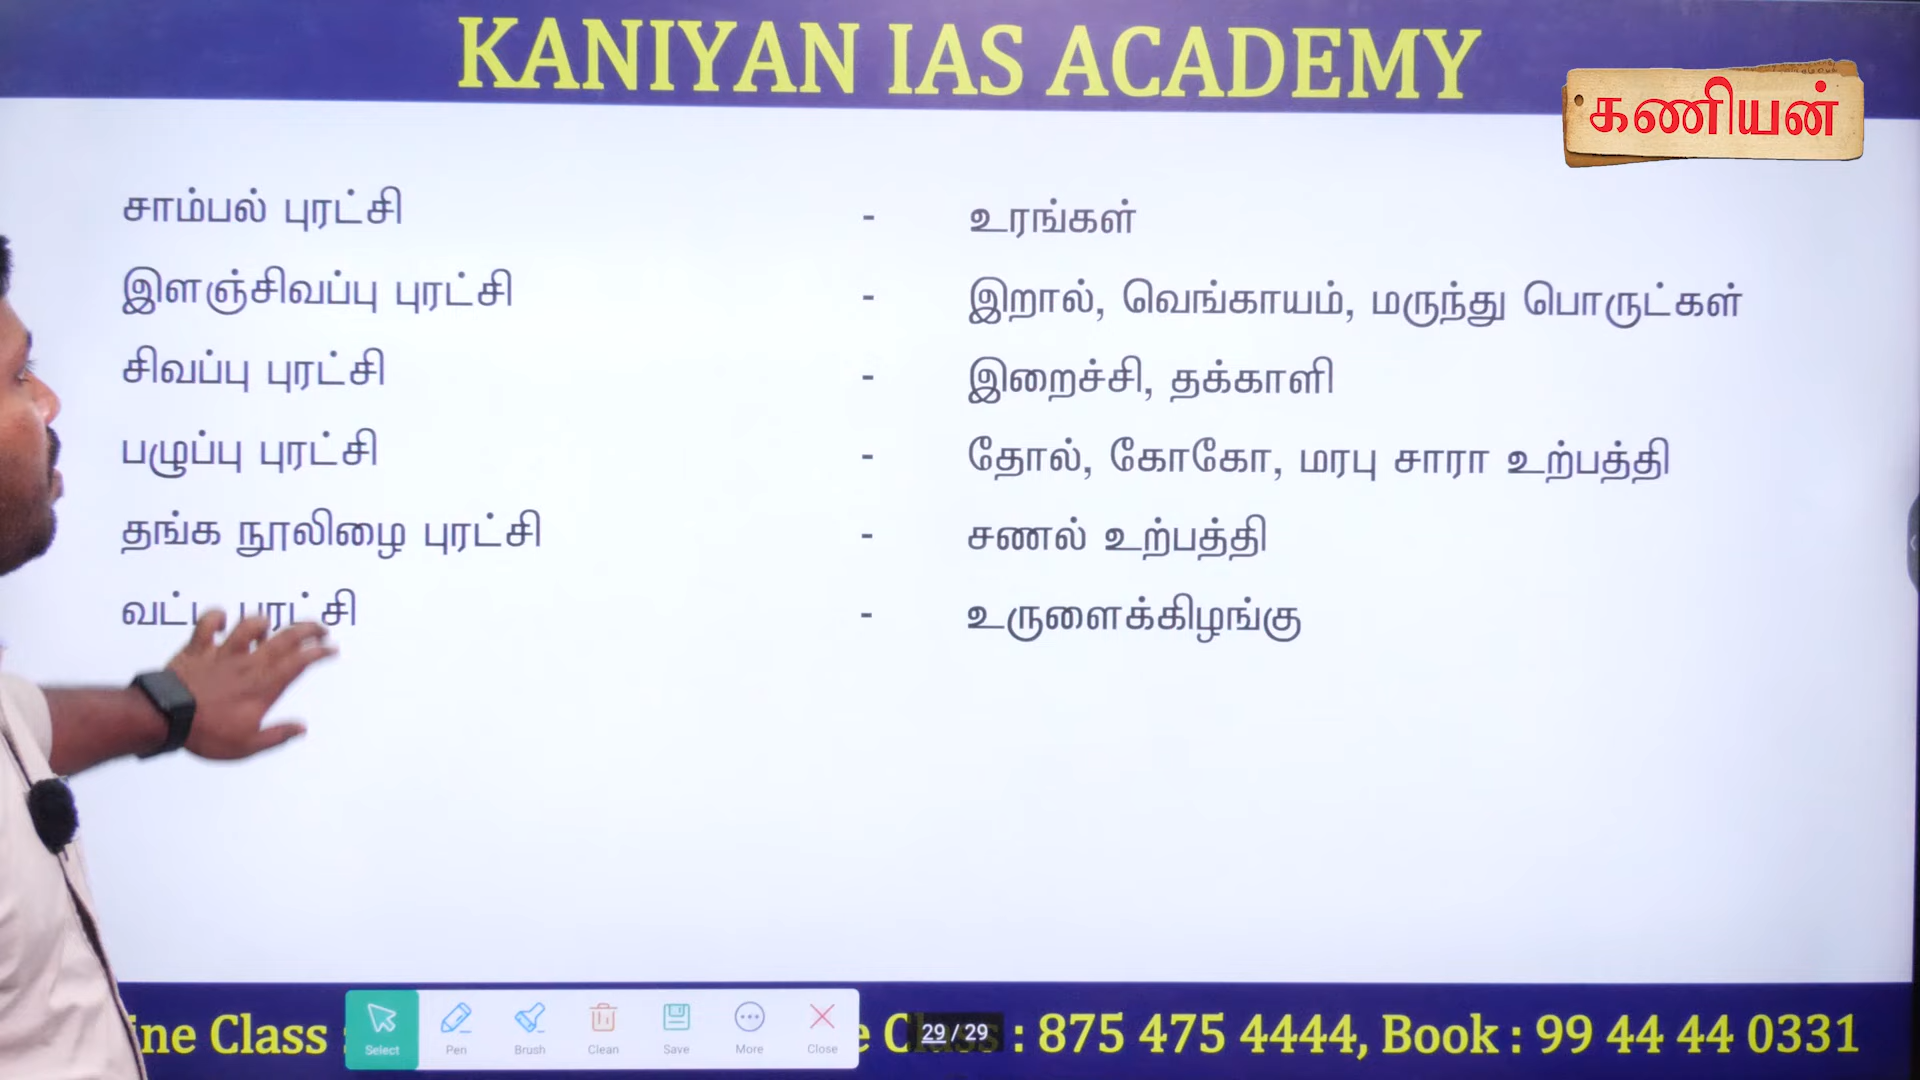 KANIYAN IAS ACADEMY
கணியன்
சாம்பல் புரட்சி - உரங்கள்
இளஞ்சிவப்பு புரட்சி - இறால், வெங்காயம், மருந்து பொருட்கள்
சிவப்பு புரட்சி - இறைச்சி, தக்காளி
பழுப்பு புரட்சி - தோல், கோகோ, மரபு சாரா உற்பத்தி
தங்க நூலிழை புரட்சி - சணல் உற்பத்தி
வட்ட புரட்சி - உருளைக்கிழங்கு
ine Class : 875 475 4444, Book : 99 44 44 0331
29 / 29
Select Pen Brush Clean Save More Close